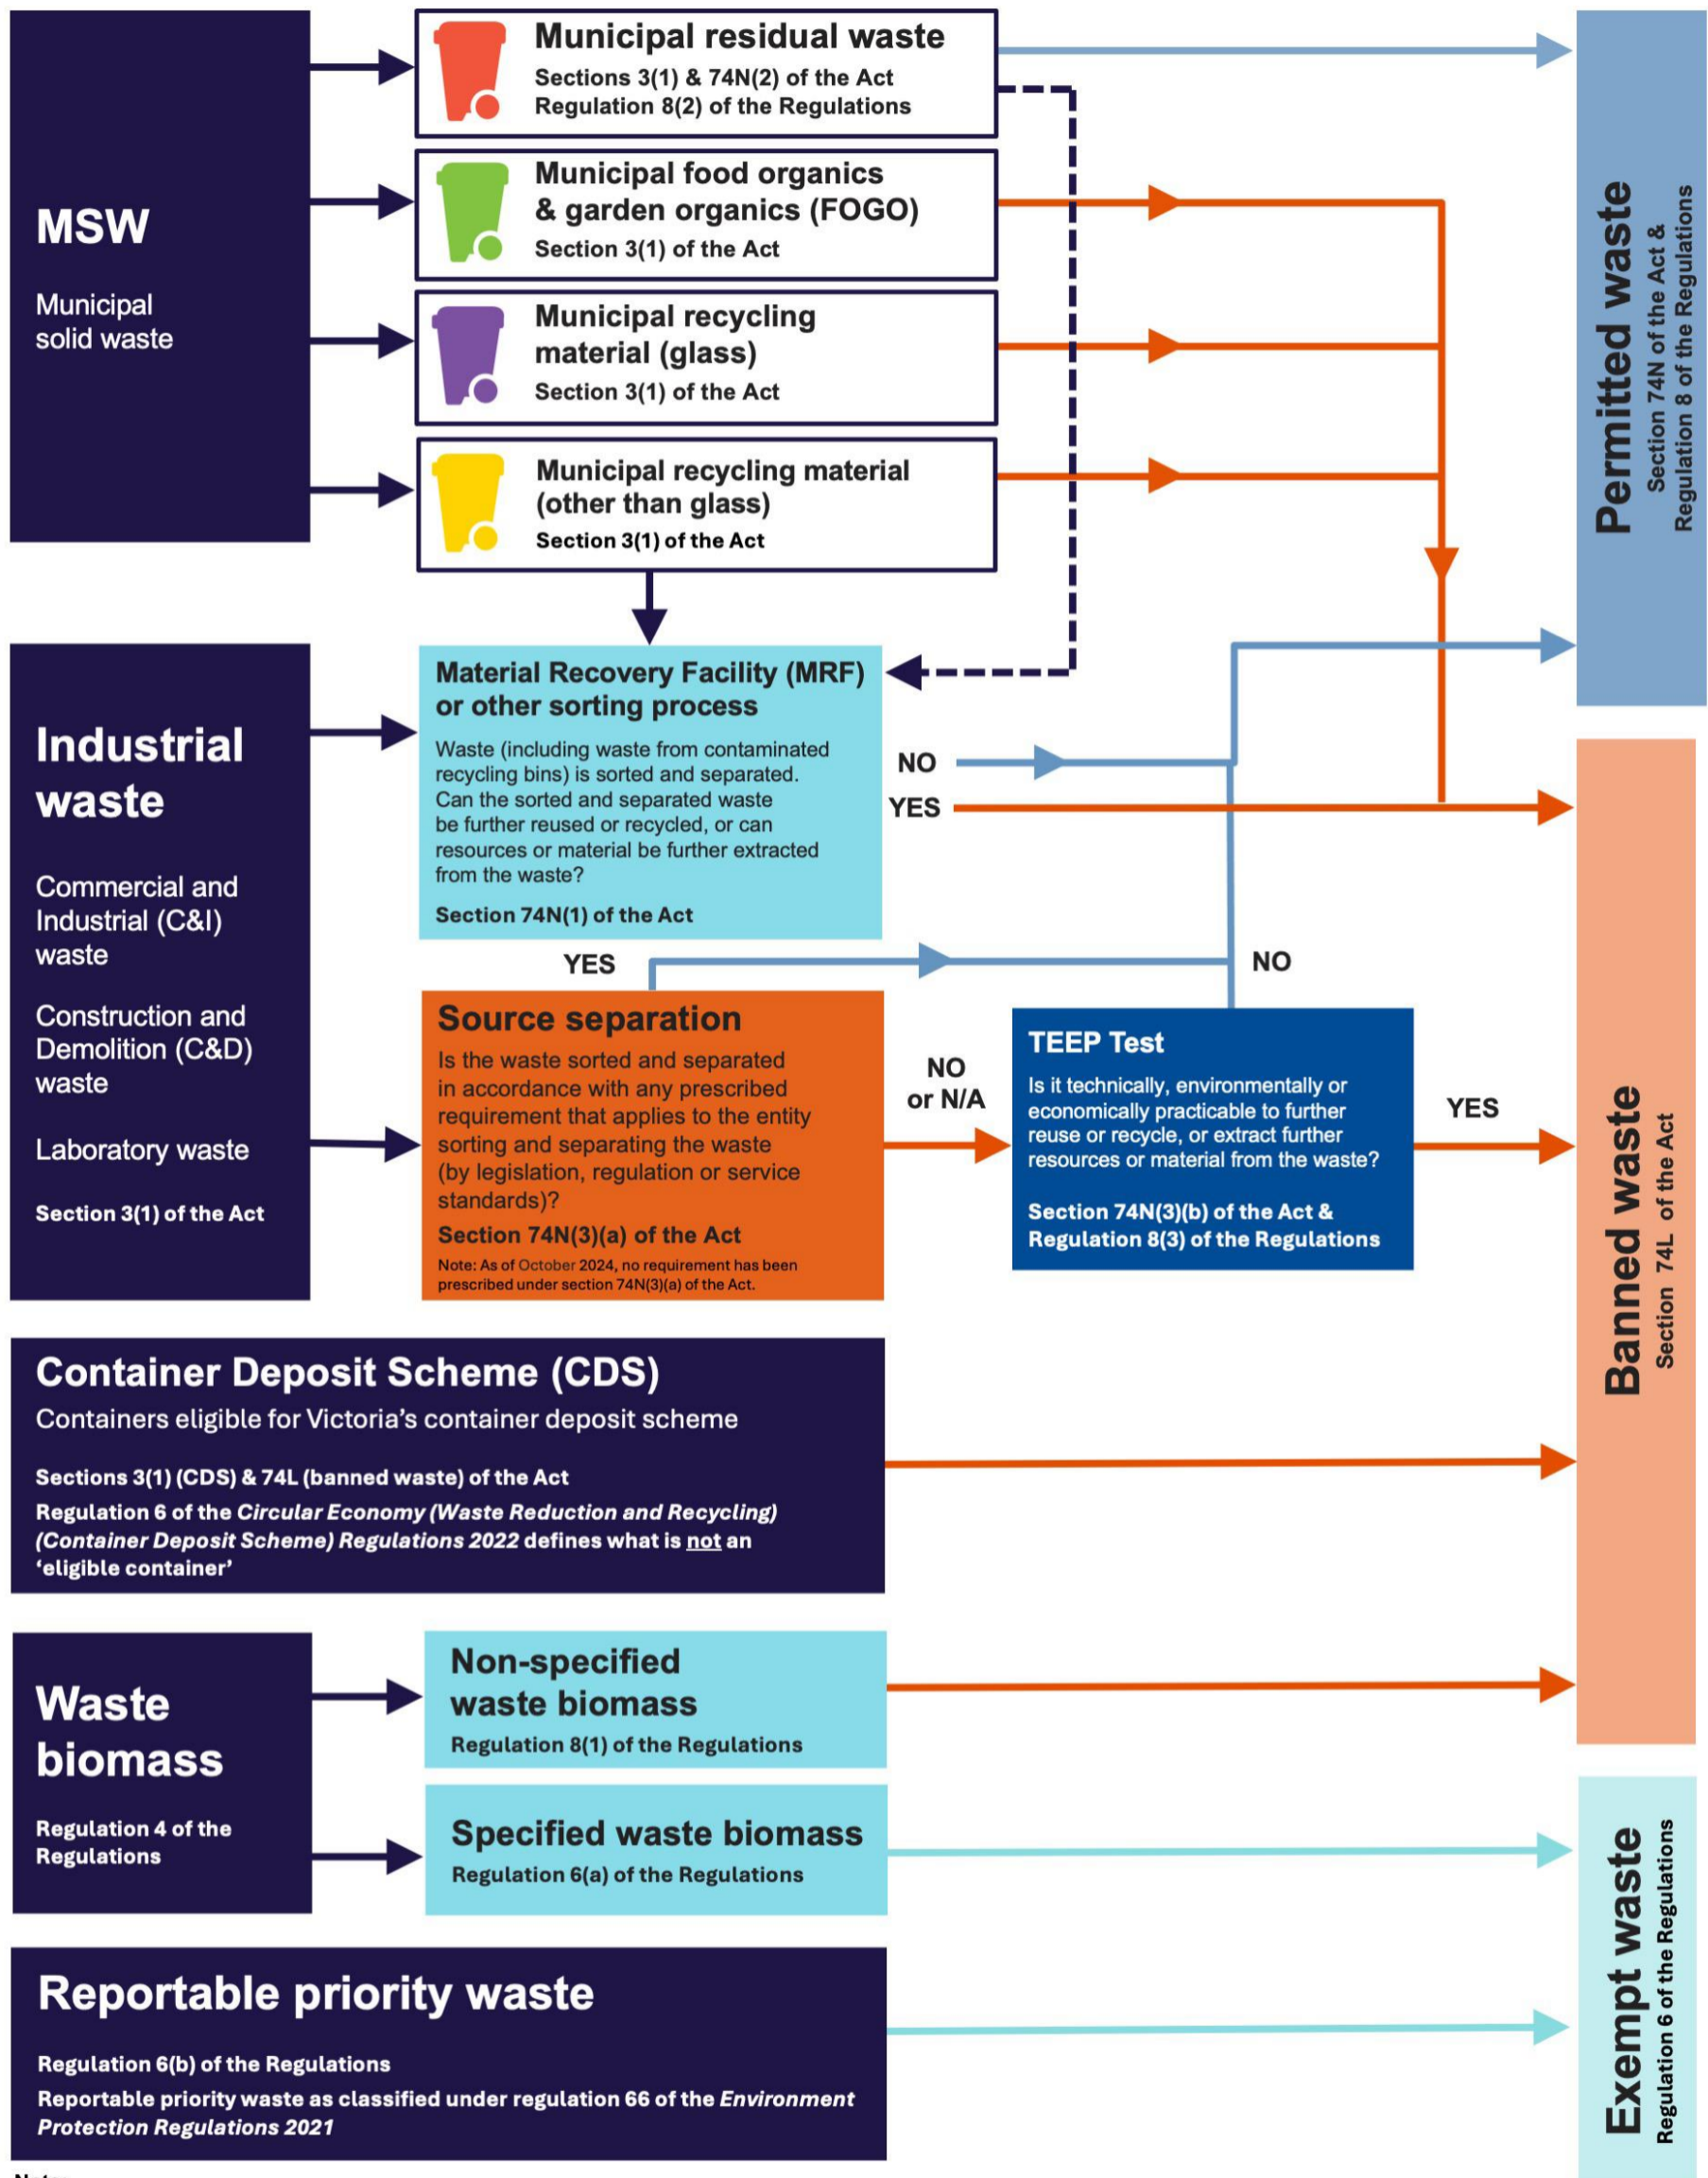 MSW
Municipal
solid waste
Municipal residual waste
Sections 3(1) & 74N(2) of the Act
Regulation 8(2) of the Regulations
Municipal food organics
& garden organics (FOGO)
Section 3(1) of the Act
Municipal recycling
material (glass)
Section 3(1) of the Act
Municipal recycling material
(other than glass)
Section 3(1) of the Act
Permitted waste
Section 74N of the Act &
Regulation 8 of the Regulations
Industrial
waste
Commercial and
Industrial (C&I)
waste
Construction and
Demolition (C&D)
waste
Laboratory waste
Section 3(1) of the Act
Material Recovery Facility (MRF)
or other sorting process
Waste (including waste from contaminated
recycling bins) is sorted and separated.
Can the sorted and separated waste
be further reused or recycled, or can
resources or material be further extracted
from the waste?
Section 74N(1) of the Act
NO
YES
YES
NO
Source separation
Is the waste sorted and separated
in accordance with any prescribed
requirement that applies to the entity
sorting and separating the waste
(by legislation, regulation or service
standards)?
Section 74N(3)(a) of the Act
Note: As of October 2024, no requirement has been
prescribed under section 74N(3)(a) of the Act.
NO
or N/A
TEEP Test
Is it technically, environmentally or
economically practicable to further
reuse or recycle, or extract further
resources or material from the waste?
Section 74N(3)(b) of the Act &
Regulation 8(3) of the Regulations
YES
Banned waste
Section 74L of the Act
Container Deposit Scheme (CDS)
Containers eligible for Victoria's container deposit scheme
Sections 3(1) (CDS) & 74L (banned waste) of the Act
Regulation 6 of the Circular Economy (Waste Reduction and Recycling)
(Container Deposit Scheme) Regulations 2022 defines what is not an
'eligible container'
Waste
biomass
Regulation 4 of the
Regulations
Non-specified
waste biomass
Regulation 8(1) of the Regulations
Specified waste biomass
Regulation 6(a) of the Regulations
Exempt waste
Regulation 6 of the Regulations
Reportable priority waste
Regulation 6(b) of the Regulations
Reportable priority waste as classified under regulation 66 of the Environment
Protection Regulations 2021